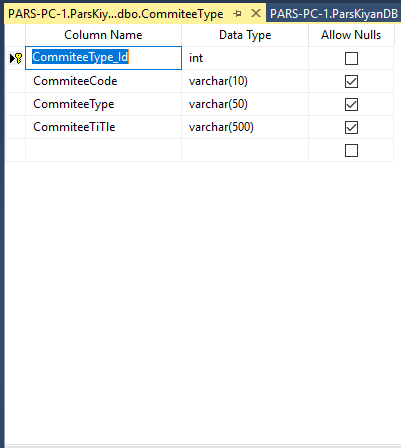 PARS-PC-1.ParsKiy...dbo.CommiteeType PARS-PC-1.ParsKiyanDB
Column Name Data Type Allow Nulls
CommiteeType_Id int
CommiteeCode varchar(10)
CommiteeType varchar(50)
CommiteeTiTle varchar(500)